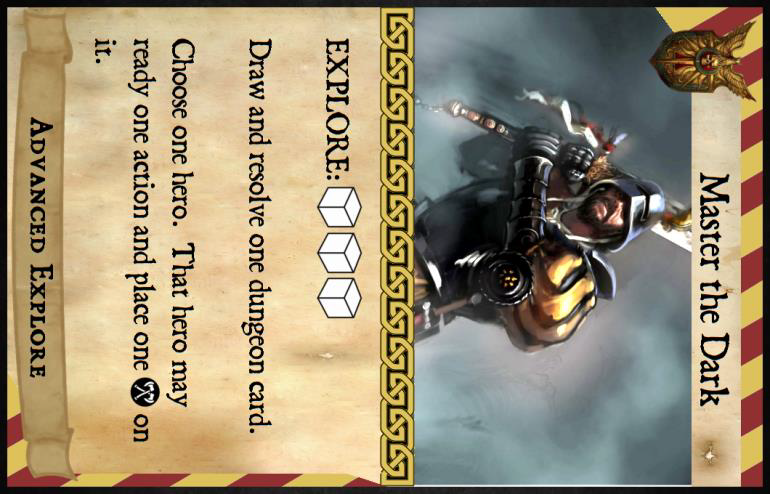 Master the Dark
EXPLORE:
Draw and resolve one dungeon card.
Choose one hero. That hero may
ready one action and place one on
it.
ADVANCED EXPLORE